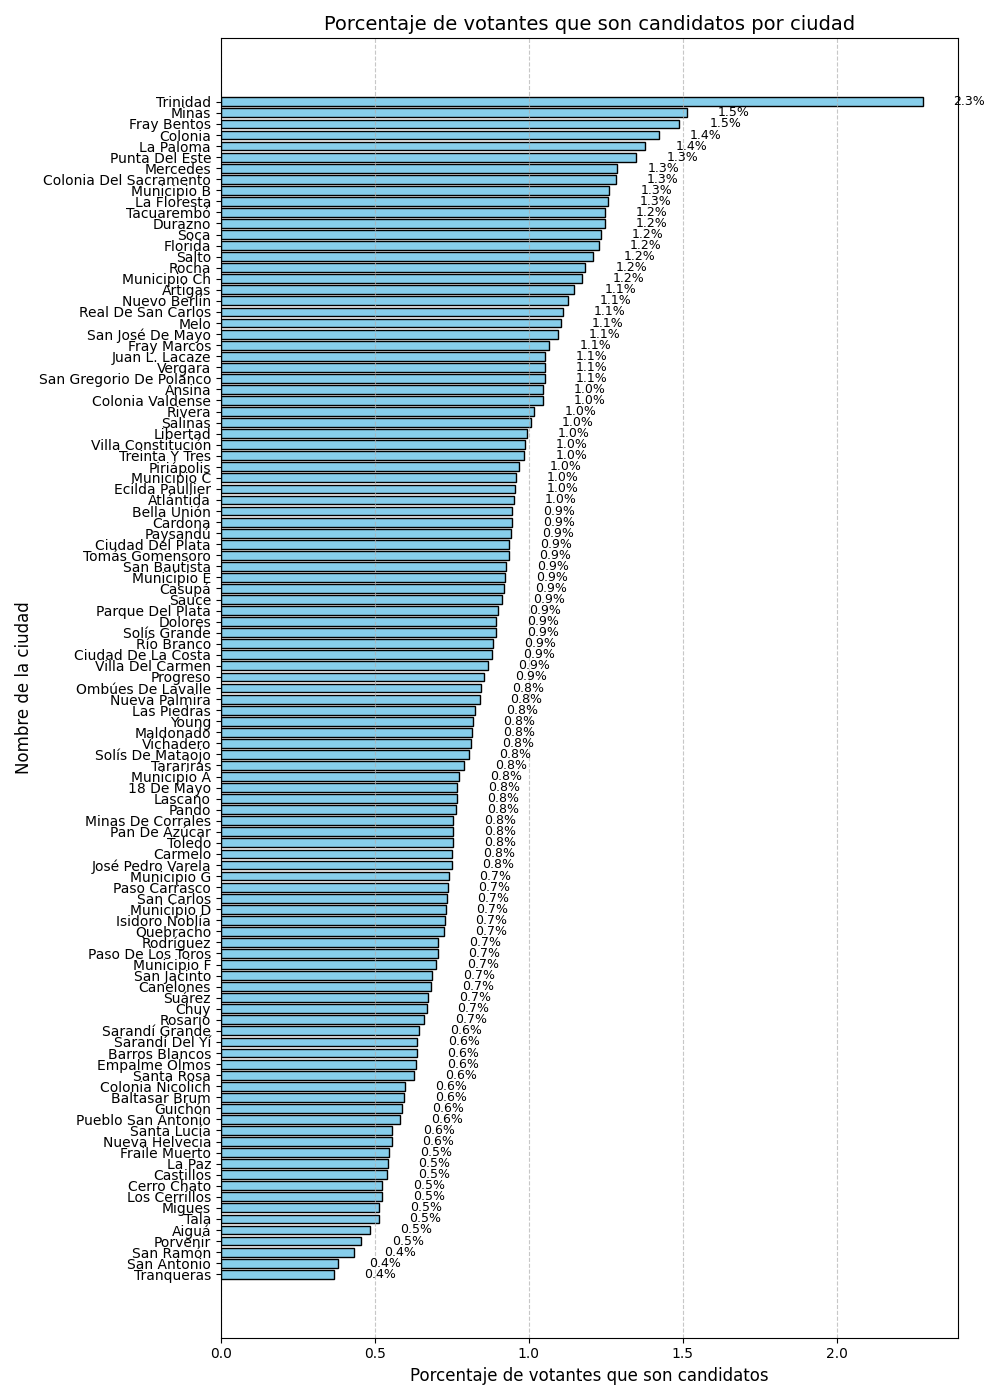 Porcentaje de votantes que son candidatos por ciudad
Nombre de la ciudad
Trinidad 2.3%
Minas 1.5%
Fray Bentos 1.5%
Colonia 1.4%
La Paloma 1.4%
Punta Del Este 1.3%
Mercedes 1.3%
Colonia Del Sacramento 1.3%
Municipio B 1.3%
La Floresta 1.3%
Tacuarembó 1.2%
Durazno 1.2%
Soca 1.2%
Florida 1.2%
Salto 1.2%
Rocha 1.2%
Municipio Ch 1.2%
Artigas 1.1%
Nuevo Berlín 1.1%
Real De San Carlos 1.1%
Melo 1.1%
San José De Mayo 1.1%
Fray Marcos 1.1%
Juan L. Lacaze 1.1%
Vergara 1.1%
San Gregorio De Polanco 1.1%
Ansina 1.0%
Colonia Valdense 1.0%
Rivera 1.0%
Salinas 1.0%
Libertad 1.0%
Villa Constitución 1.0%
Treinta Y Tres 1.0%
Piriápolis 1.0%
Municipio C 1.0%
Ecilda Paullier 1.0%
Atlántida 1.0%
Bella Unión 0.9%
Cardona 0.9%
Paysandú 0.9%
Ciudad Del Plata 0.9%
Tomás Gomensoro 0.9%
San Bautista 0.9%
Municipio E 0.9%
Casupá 0.9%
Sauce 0.9%
Parque Del Plata 0.9%
Dolores 0.9%
Solís Grande 0.9%
Río Branco 0.9%
Ciudad De La Costa 0.9%
Villa Del Carmen 0.9%
Progreso 0.9%
Ombúes De Lavalle 0.8%
Nueva Palmira 0.8%
Las Piedras 0.8%
Young 0.8%
Maldonado 0.8%
Vichadero 0.8%
Solís De Mataojo 0.8%
Tarariras 0.8%
Municipio A 0.8%
18 De Mayo 0.8%
Lascano 0.8%
Pando 0.8%
Minas De Corrales 0.8%
Pan De Azúcar 0.8%
Toledo 0.8%
Carmelo 0.8%
José Pedro Varela 0.8%
Municipio G 0.7%
Paso Carrasco 0.7%
San Carlos 0.7%
Municipio D 0.7%
Isidoro Noblía 0.7%
Quebracho 0.7%
Rodríguez 0.7%
Paso De Los Toros 0.7%
Municipio F 0.7%
San Jacinto 0.7%
Canelones 0.7%
Suárez 0.7%
Chuy 0.7%
Rosario 0.7%
Sarandí Grande 0.6%
Sarandí Del Yí 0.6%
Barros Blancos 0.6%
Empalme Olmos 0.6%
Santa Rosa 0.6%
Colonia Nicolich 0.6%
Baltasar Brum 0.6%
Guichón 0.6%
Pueblo San Antonio 0.6%
Santa Lucía 0.6%
Nueva Helvecia 0.6%
Fraile Muerto 0.5%
La Paz 0.5%
Castillos 0.5%
Cerro Chato 0.5%
Los Cerrillos 0.5%
Migues 0.5%
Tala 0.5%
Aiguá 0.5%
Porvenir 0.5%
San Ramón 0.4%
San Antonio 0.4%
Tranqueras 0.4%
0.0 0.5 1.0 1.5 2.0
Porcentaje de votantes que son candidatos